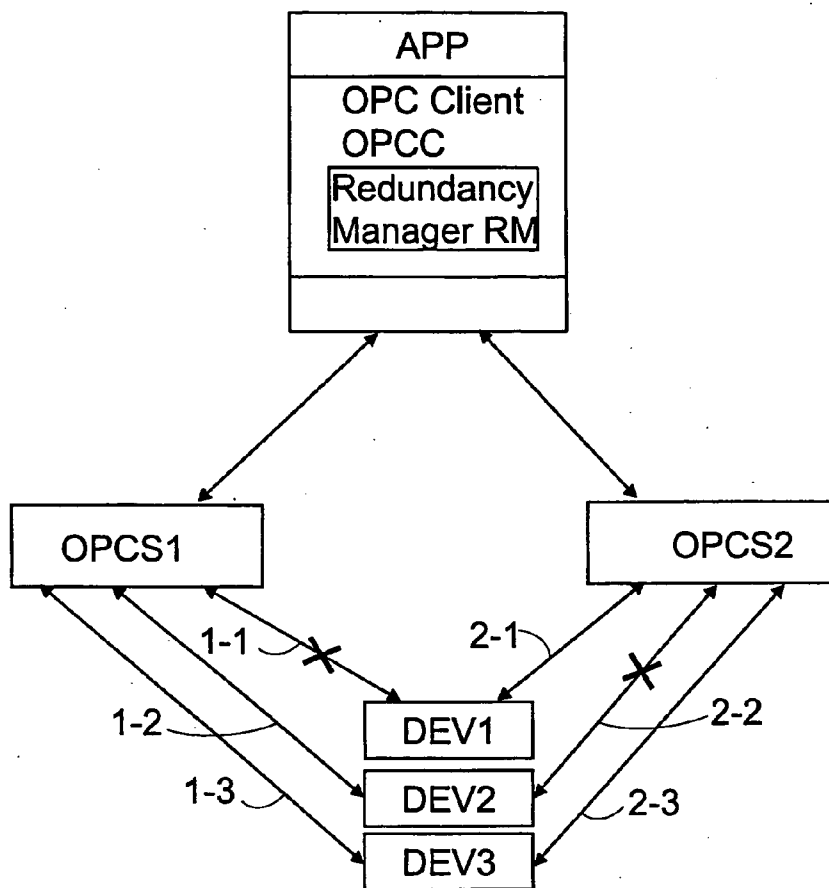 APP
OPC Client
OPCC
Redundancy
Manager RM
OPCS1
OPCS2
1-1
2-1
1-2
DEV1
2-2
1-3
DEV2
2-3
DEV3